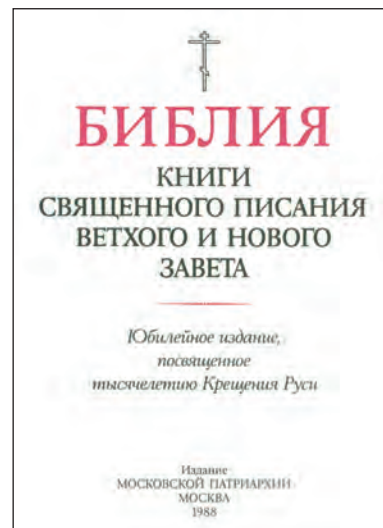 БИБЛИЯ
КНИГИ
СВЯЩЕННОГО ПИСАНИЯ
ВЕТХОГО И НОВОГО
ЗАВЕТА
Юбилейное издание,
посвященное
тысячелетию Крещения Руси
Издание
МОСКОВСКОЙ ПАТРИАРХИИ
МОСКВА
1988